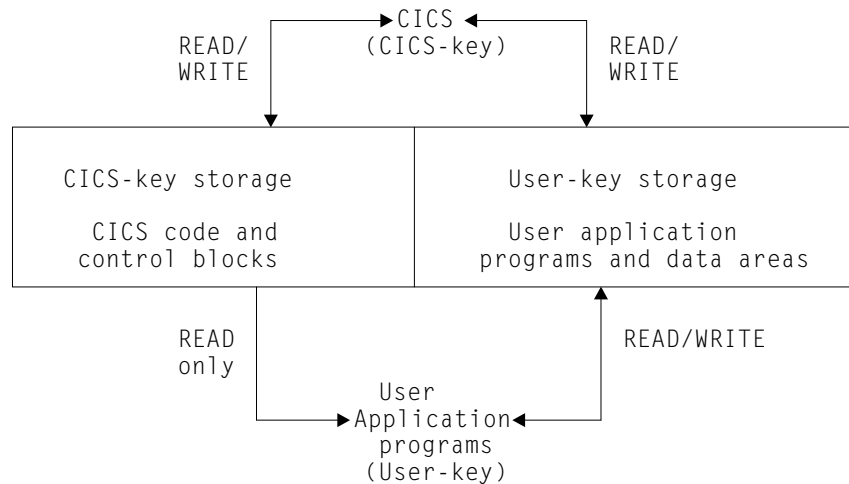 CICS
(CICS-key)
READ/
WRITE
READ/
WRITE
CICS-key storage
CICS code and
control blocks
User-key storage
User application
programs and data areas
READ
only
READ/WRITE
User
Application
programs
(User-key)